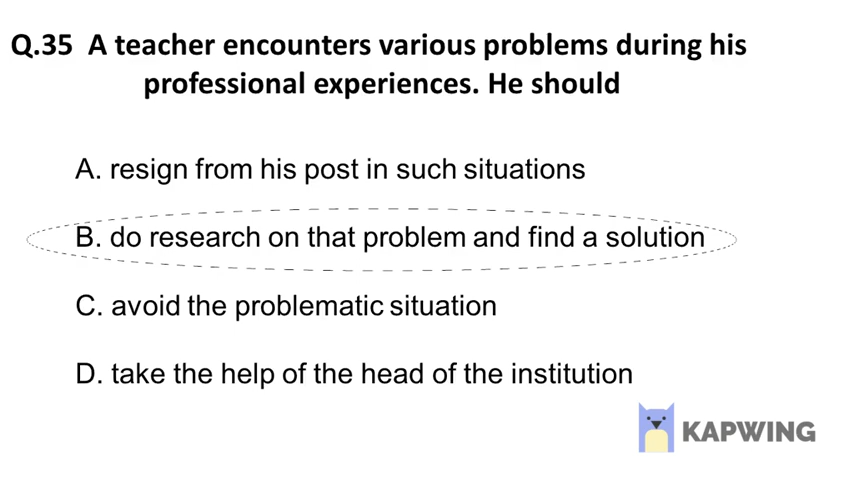 Q.35 A teacher encounters various problems during his
professional experiences. He should
A. resign from his post in such situations
B. do research on that problem and find a solution
C. avoid the problematic situation
D. take the help of the head of the institution
KAPWING